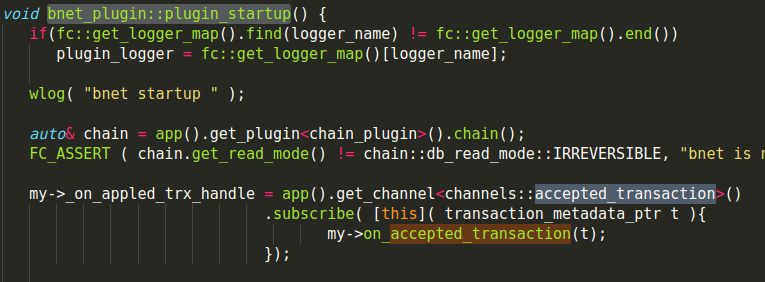 void bnet_plugin::plugin_startup() {
if(fc::get_logger_map().find(logger_name) != fc::get_logger_map().end())
plugin_logger = fc::get_logger_map()[logger_name];
wlog( "bnet startup " );
auto& chain = app().get_plugin<chain_plugin>().chain();
FC_ASSERT ( chain.get_read_mode() != chain::db_read_mode::IRREVERSIBLE, "bnet is
my->_on_appled_trx_handle = app().get_channel<channels::accepted_transaction>()
.subscribe( [this]( transaction_metadata_ptr t ){
my->on_accepted_transaction(t);
});